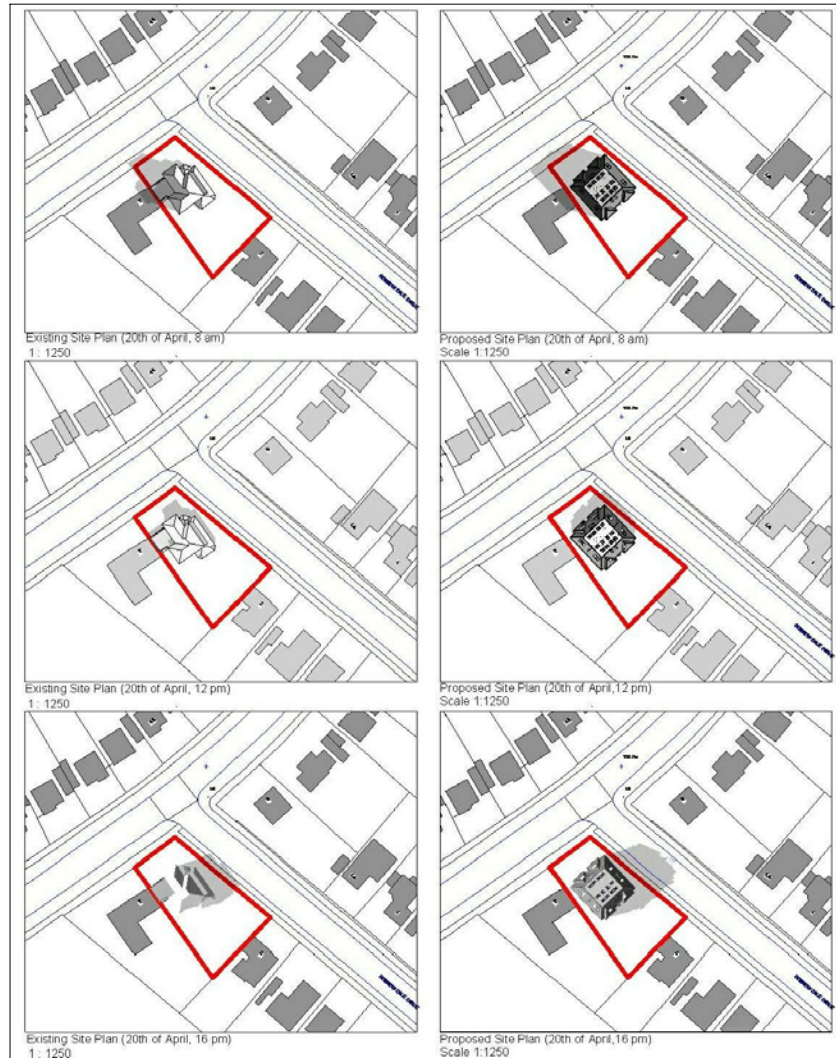 Existing Site Plan (20th of April, 8 am)
1 : 1250
Proposed Site Plan (20th of April, 8 am)
Scale 1:1250
Existing Site Plan (20th of April, 12 pm)
1 : 1250
Proposed Site Plan (20th of April,12 pm)
Scale 1:1250
Existing Site Plan (20th of April, 16 pm)
1 : 1250
Proposed Site Plan (20th of April,16 pm)
Scale 1:1250